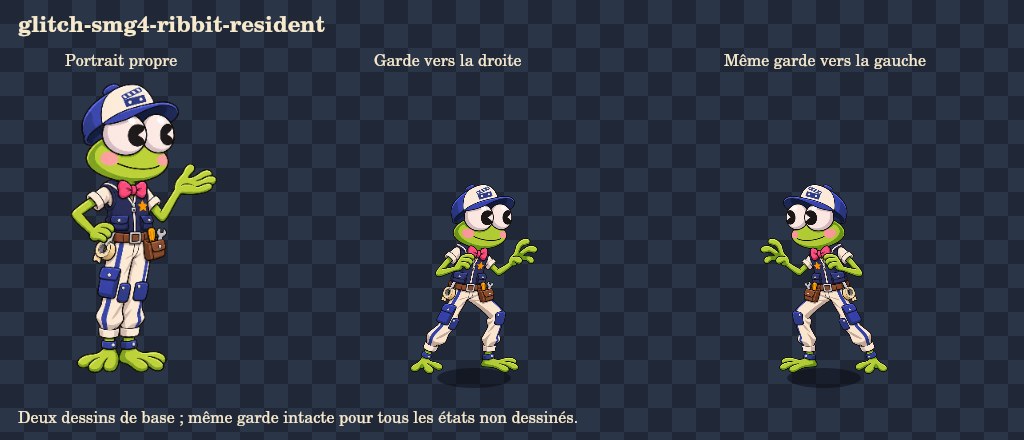 glitch-smg4-ribbit-resident
Portrait propre
Garde vers la droite
Même garde vers la gauche
Deux dessins de base ; même garde intacte pour tous les états non dessinés.